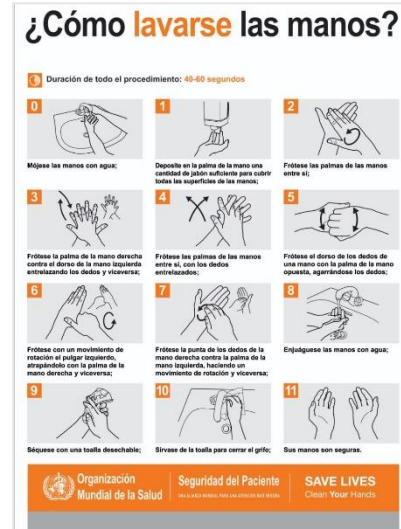 ¿Cómo lavarse las manos?
Duración de todo el procedimiento: 40-60 segundos
0
Mójese las manos con agua;
1
Deposite en la palma de la mano una
cantidad de jabón suficiente para cubrir
todas las superficies de las manos;
2
Frótese las palmas de las manos
entre sí;
3
Frótese la palma de la mano derecha
contra el dorso de la mano izquierda
entrelazando los dedos y viceversa;
4
Frótese las palmas de las manos
entre sí, con los dedos
entrelazados;
5
Frótese el dorso de los dedos de
una mano con la palma de la mano
opuesta, agarrándose los dedos;
6
Frótese con un movimiento de
rotación el pulgar izquierdo,
atrapándolo con la palma de la
mano derecha y viceversa;
7
Frótese la punta de los dedos de la
mano derecha contra la palma de la
mano izquierda, haciendo un
movimiento de rotación y viceversa;
8
Enjuáguese las manos con agua;
9
Séquese con una toalla desechable;
10
Sírvase de la toalla para cerrar el grifo;
11
Sus manos son seguras.
Organización
Mundial de la Salud
Seguridad del Paciente
UNA ALIANZA MUNDIAL PARA UNA ATENCIÓN MÁS SEGURA
SAVE LIVES
Clean Your Hands